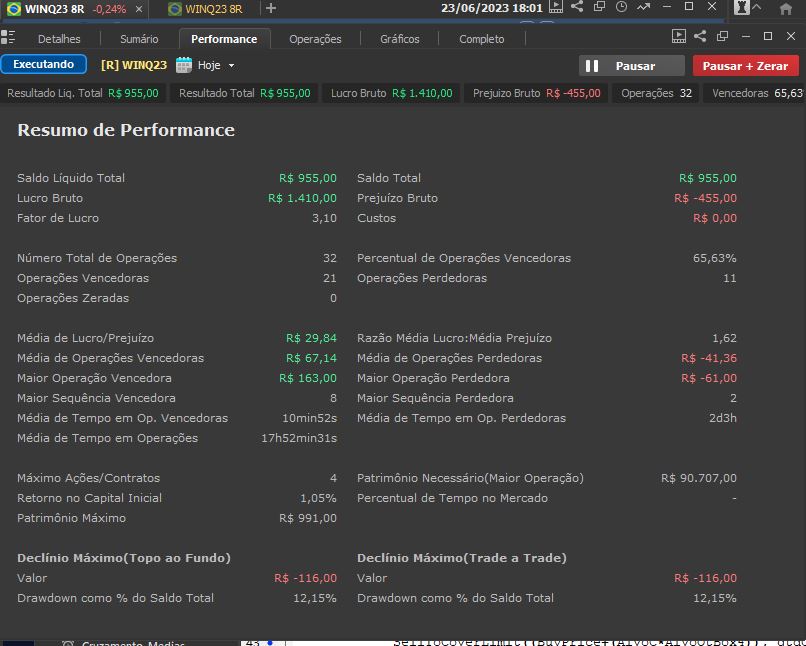 WINQ23 8R -0,24% × WINQ23 8R + 23/06/2023 18:01
Detalhes Sumário Performance Operações Gráficos Completo
Executando [R] WINQ23 Hoje Pausar Pausar + Zerar
Resultado Liq. Total R$ 955,00 Resultado Total R$ 955,00 Lucro Bruto R$ 1.410,00 Prejuizo Bruto R$ -455,00 Operações 32 Vencedoras 65,63
Resumo de Performance
Saldo Líquido Total R$ 955,00 Saldo Total R$ 955,00
Lucro Bruto R$ 1.410,00 Prejuízo Bruto R$ -455,00
Fator de Lucro 3,10 Custos R$ 0,00
Número Total de Operações 32 Percentual de Operações Vencedoras 65,63%
Operações Vencedoras 21 Operações Perdedoras 11
Operações Zeradas 0
Média de Lucro/Prejuízo R$ 29,84 Razão Média Lucro:Média Prejuízo 1,62
Média de Operações Vencedoras R$ 67,14 Média de Operações Perdedoras R$ -41,36
Maior Operação Vencedora R$ 163,00 Maior Operação Perdedora R$ -61,00
Maior Sequência Vencedora 8 Maior Sequência Perdedora 2
Média de Tempo em Op. Vencedoras 10min52s Média de Tempo em Op. Perdedoras 2d3h
Média de Tempo em Operações 17h52min31s
Máximo Ações/Contratos 4 Patrimônio Necessário(Maior Operação) R$ 90.707,00
Retorno no Capital Inicial 1,05% Percentual de Tempo no Mercado -
Patrimônio Máximo R$ 991,00
Declínio Máximo(Topo ao Fundo) Declínio Máximo(Trade a Trade)
Valor R$ -116,00 Valor R$ -116,00
Drawdown como % do Saldo Total 12,15% Drawdown como % do Saldo Total 12,15%
Cruzamento Medias 43